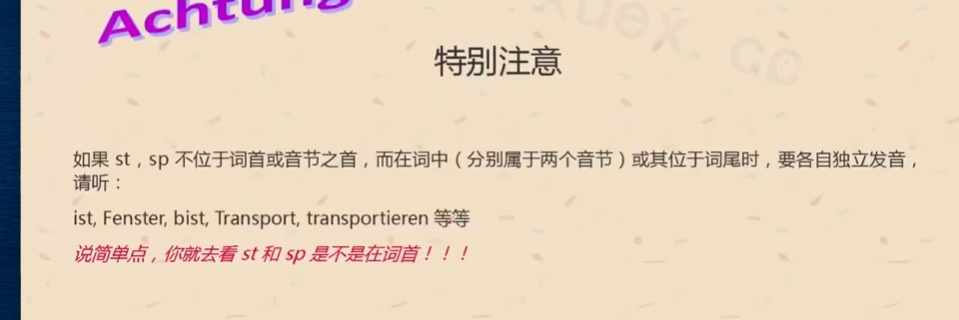 Achtung
xuex. cc
特别注意
如果 st，sp 不位于词首或音节之首，而在词中（分别属于两个音节）或其位于词尾时，要各自独立发音，
请听：
ist, Fenster, bist, Transport, transportieren 等等
说简单点，你就去看 st 和 sp 是不是在词首！！！